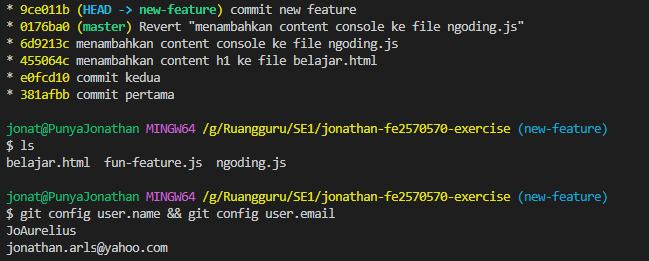 * 9ce011b (HEAD -> new-feature) commit new feature
* 0176ba0 (master) Revert "menambahkan content console ke file ngoding.js"
* 6d9213c menambahkan content console ke file ngoding.js
* 455064c menambahkan content h1 ke file belajar.html
* e0fcd10 commit kedua
* 381afbb commit pertama
jonat@PunyaJonathan MINGW64 /g/Ruangguru/SE1/jonathan-fe2570570-exercise (new-feature)
$ ls
belajar.html  fun-feature.js  ngoding.js
jonat@PunyaJonathan MINGW64 /g/Ruangguru/SE1/jonathan-fe2570570-exercise (new-feature)
$ git config user.name && git config user.email
JoAurelius
jonathan.arls@yahoo.com